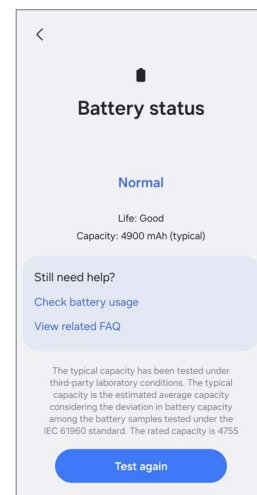 Battery status
Normal
Life: Good
Capacity: 4900 mAh (typical)
Still need help?
Check battery usage
View related FAQ
The typical capacity has been tested under
third-party laboratory conditions. The typical
capacity is the estimated average capacity
considering the deviation in battery capacity
among the battery samples tested under the
IEC 61960 standard. The rated capacity is 4755
Test again